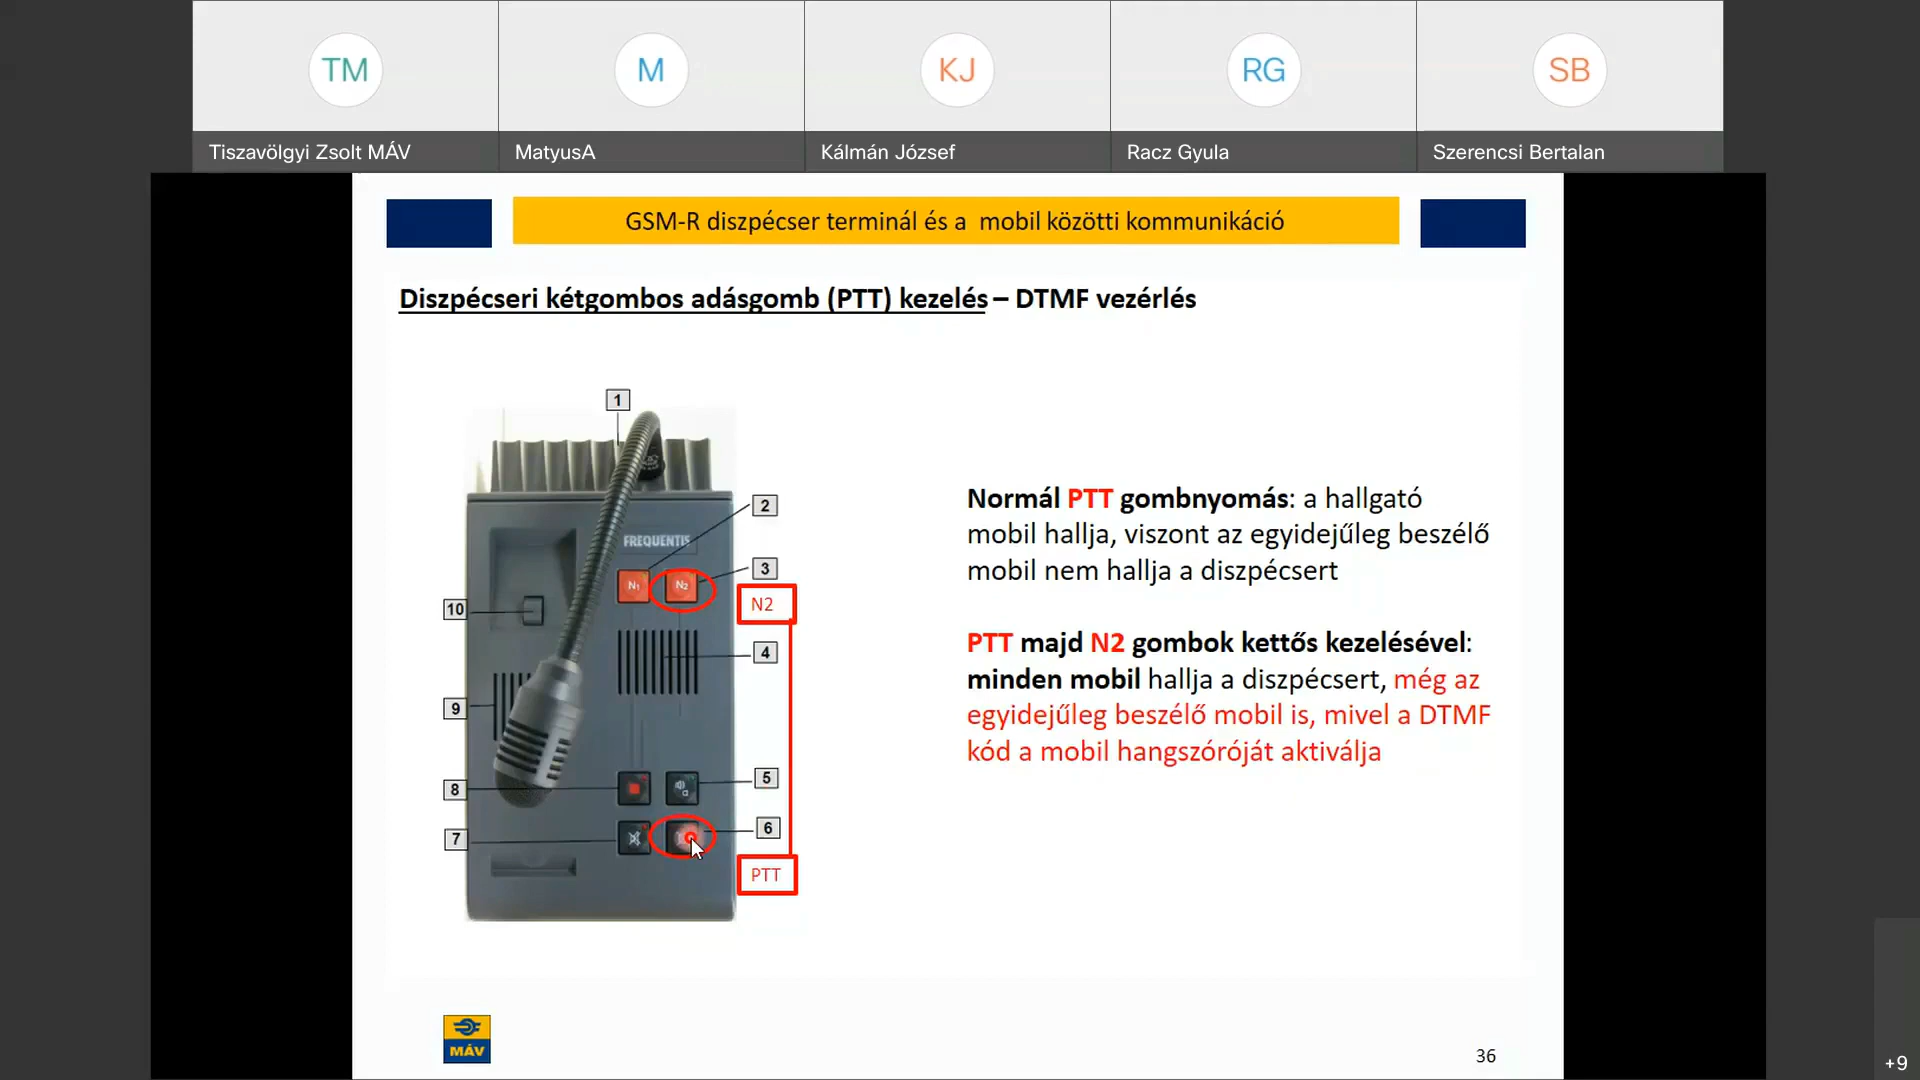 TM
M
KJ
RG
SB
Tiszavölgyi Zsolt MÁV
MatyusA
Kálmán József
Racz Gyula
Szerencsi Bertalan
GSM-R diszpécser terminál és a mobil közötti kommunikáció
Diszpécseri kétgombos adásgomb (PTT) kezelés – DTMF vezérlés
1
2
FREQUENTIS
3
N1
N2
N2
10
4
9
5
8
6
7
PTT
Normál PTT gombnyomás: a hallgató
mobil hallja, viszont az egyidejűleg beszélő
mobil nem hallja a diszpécsert
PTT majd N2 gombok kettős kezelésével:
minden mobil hallja a diszpécsert, még az
egyidejűleg beszélő mobil is, mivel a DTMF
kód a mobil hangszóróját aktiválja
MÁV
36
+9